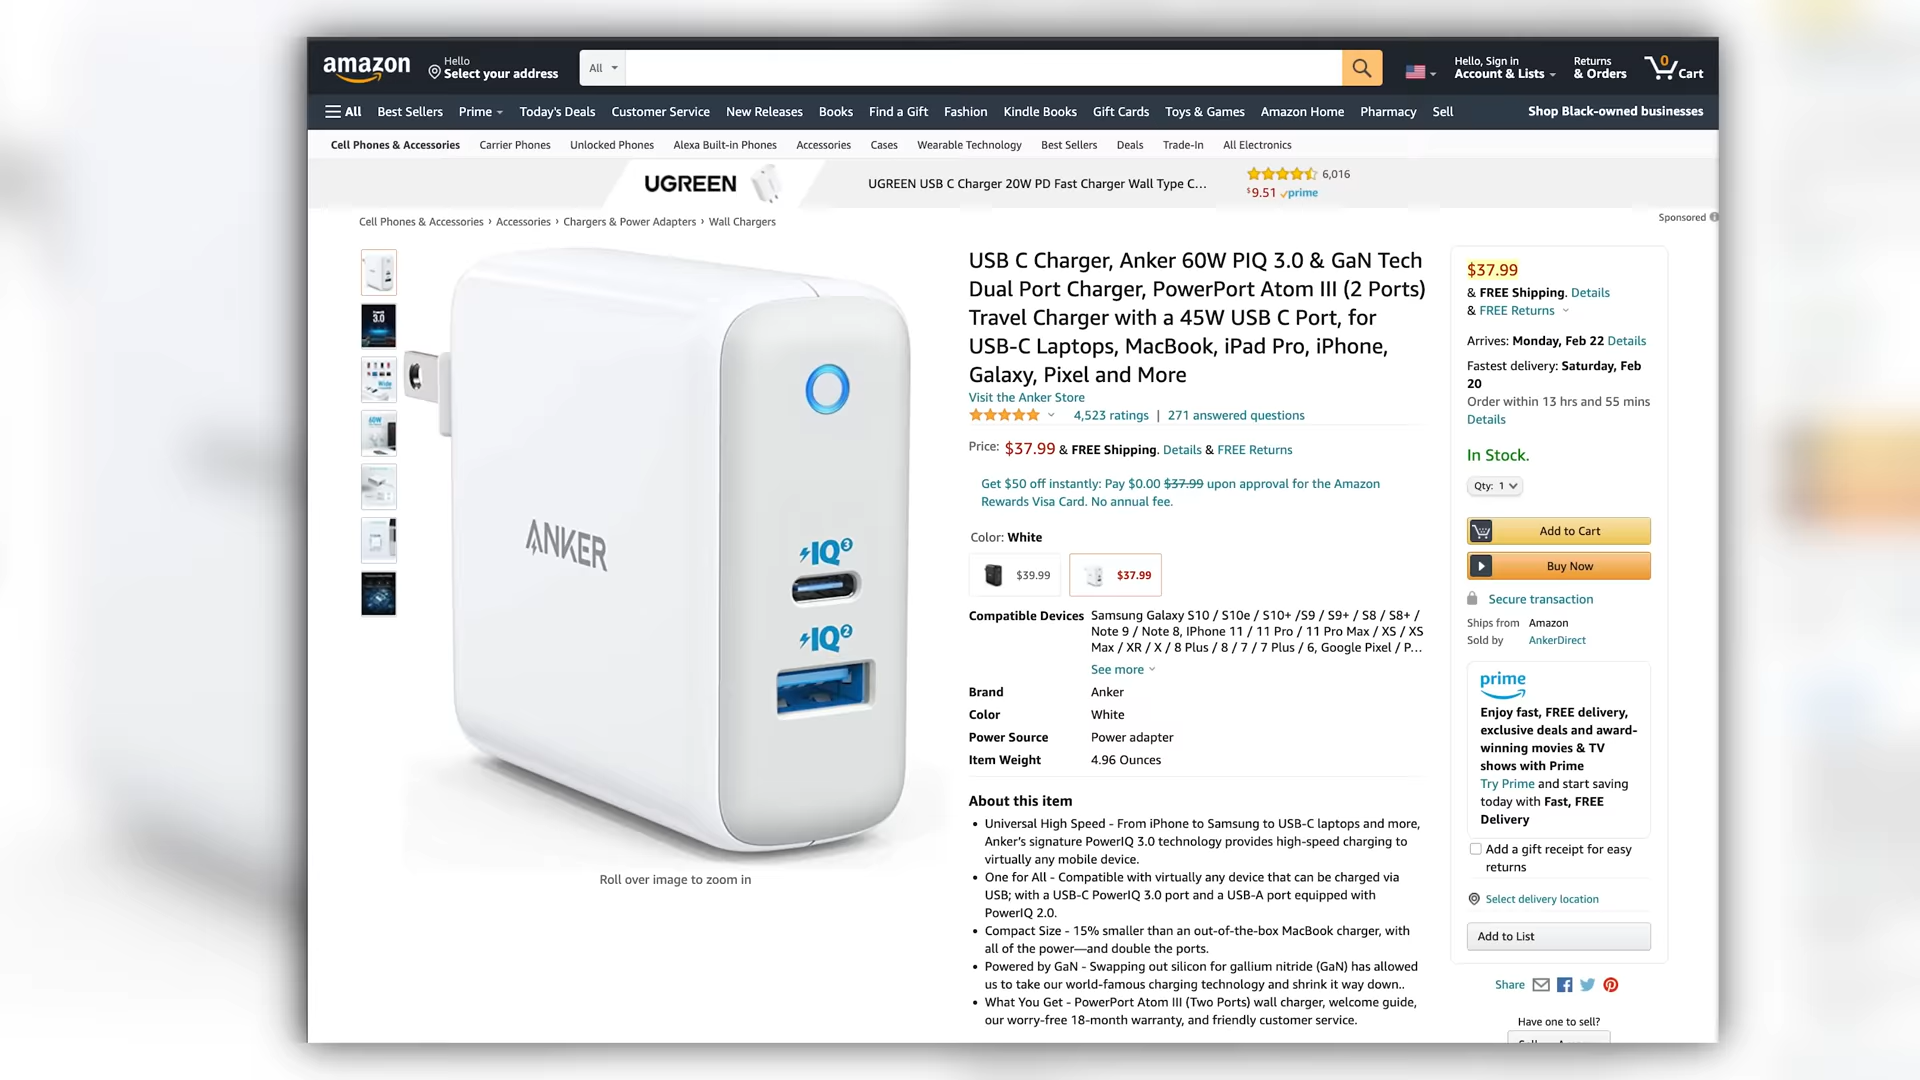 amazon
Hello
Select your address
All
Hello, Sign in
Account & Lists
Returns
& Orders
0
Cart
All Best Sellers Prime Today's Deals Customer Service New Releases Books Find a Gift Fashion Kindle Books Gift Cards Toys & Games Amazon Home Pharmacy Sell Shop Black-owned businesses
Cell Phones & Accessories Carrier Phones Unlocked Phones Alexa Built-in Phones Accessories Cases Wearable Technology Best Sellers Deals Trade-In All Electronics
UGREEN
UGREEN USB C Charger 20W PD Fast Charger Wall Type C...
6,016
$9.51 prime
Sponsored
Cell Phones & Accessories › Accessories › Chargers & Power Adapters › Wall Chargers
3.0
60W
ANKER
IQ3
IQ2
Roll over image to zoom in
USB C Charger, Anker 60W PIQ 3.0 & GaN Tech
Dual Port Charger, PowerPort Atom III (2 Ports)
Travel Charger with a 45W USB C Port, for
USB-C Laptops, MacBook, iPad Pro, iPhone,
Galaxy, Pixel and More
Visit the Anker Store
4,523 ratings | 271 answered questions
Price: $37.99 & FREE Shipping. Details & FREE Returns
Get $50 off instantly: Pay $0.00 $37.99 upon approval for the Amazon
Rewards Visa Card. No annual fee.
Color: White
$39.99
$37.99
Compatible Devices Samsung Galaxy S10 / S10e / S10+ /S9 / S9+ / S8 / S8+ /
Note 9 / Note 8, IPhone 11 / 11 Pro / 11 Pro Max / XS / XS
Max / XR / X / 8 Plus / 8 / 7 / 7 Plus / 6, Google Pixel / P...
See more
Brand Anker
Color White
Power Source Power adapter
Item Weight 4.96 Ounces
About this item
• Universal High Speed - From iPhone to Samsung to USB-C laptops and more,
Anker's signature PowerIQ 3.0 technology provides high-speed charging to
virtually any mobile device.
• One for All - Compatible with virtually any device that can be charged via
USB; with a USB-C PowerIQ 3.0 port and a USB-A port equipped with
PowerIQ 2.0.
• Compact Size - 15% smaller than an out-of-the-box MacBook charger, with
all of the power—and double the ports.
• Powered by GaN - Swapping out silicon for gallium nitride (GaN) has allowed
us to take our world-famous charging technology and shrink it way down..
• What You Get - PowerPort Atom III (Two Ports) wall charger, welcome guide,
our worry-free 18-month warranty, and friendly customer service.
$37.99
& FREE Shipping. Details
& FREE Returns
Arrives: Monday, Feb 22 Details
Fastest delivery: Saturday, Feb
20
Order within 13 hrs and 55 mins
Details
In Stock.
Qty: 1
Add to Cart
Buy Now
Secure transaction
Ships from Amazon
Sold by AnkerDirect
prime
Enjoy fast, FREE delivery,
exclusive deals and award-
winning movies & TV
shows with Prime
Try Prime and start saving
today with Fast, FREE
Delivery
Add a gift receipt for easy
returns
Select delivery location
Add to List
Share
Have one to sell?